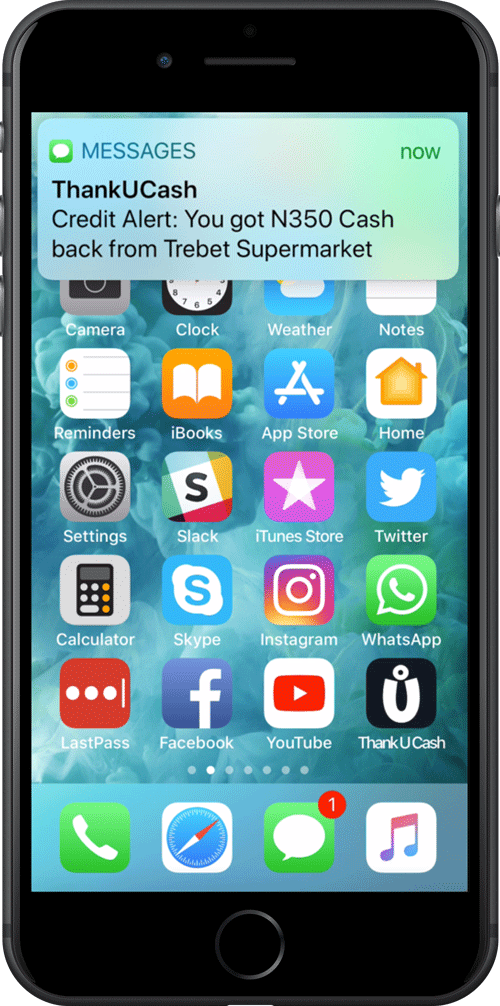 MESSAGES now
ThankUCash
Credit Alert: You got N350 Cash
back from Trebet Supermarket
Camera Clock Weather Notes
Reminders iBooks App Store Home
S
Settings Slack iTunes Store Twitter
Calculator Skype Instagram WhatsApp
LastPass Facebook YouTube ThankUCash
1